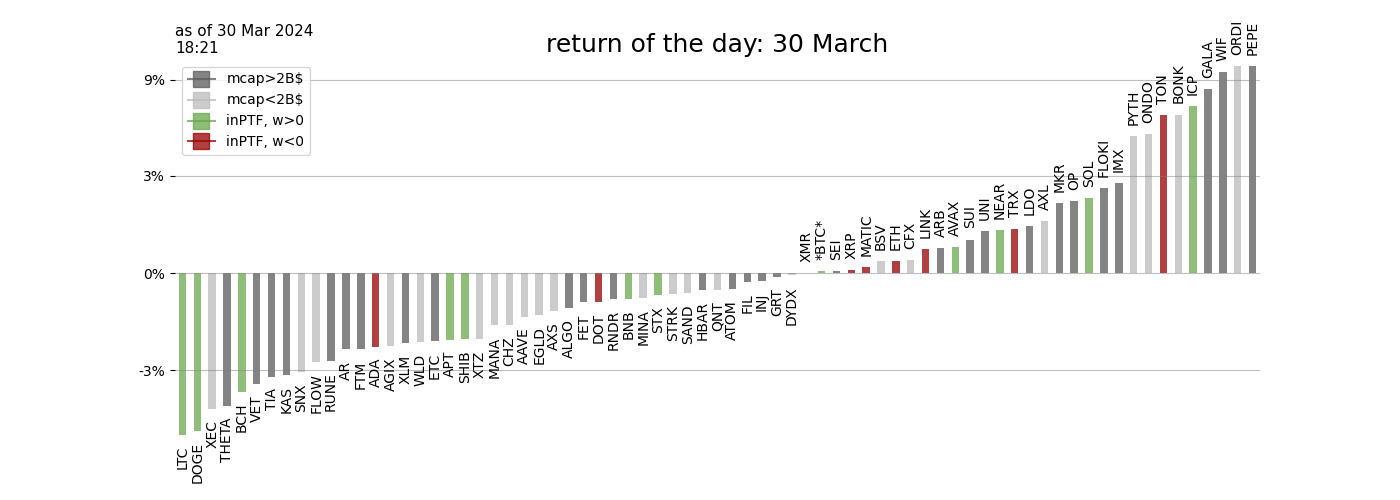 as of 30 Mar 2024
18:21
return of the day: 30 March
mcap>2B$
mcap<2B$
inPTF, w>0
inPTF, w<0
9%
3%
0%
-3%
LTC
DOGE
XEC
THETA
BCH
VET
TIA
KAS
SNX
FLOW
RUNE
AR
FTM
ADA
AGIX
XLM
WLD
ETC
APT
SHIB
XTZ
MANA
CHZ
AAVE
EGLD
AXS
ALGO
FET
DOT
RNDR
BNB
MINA
STX
STRK
SAND
HBAR
QNT
ATOM
FIL
INJ
GRT
DYDX
XMR
*BTC*
SEI
XRP
MATIC
BSV
ETH
CFX
LINK
ARB
AVAX
SUI
UNI
NEAR
TRX
LDO
AXL
MKR
OP
SOL
FLOKI
IMX
PYTH
ONDO
TON
BONK
ICP
GALA
WIF
ORDI
PEPE